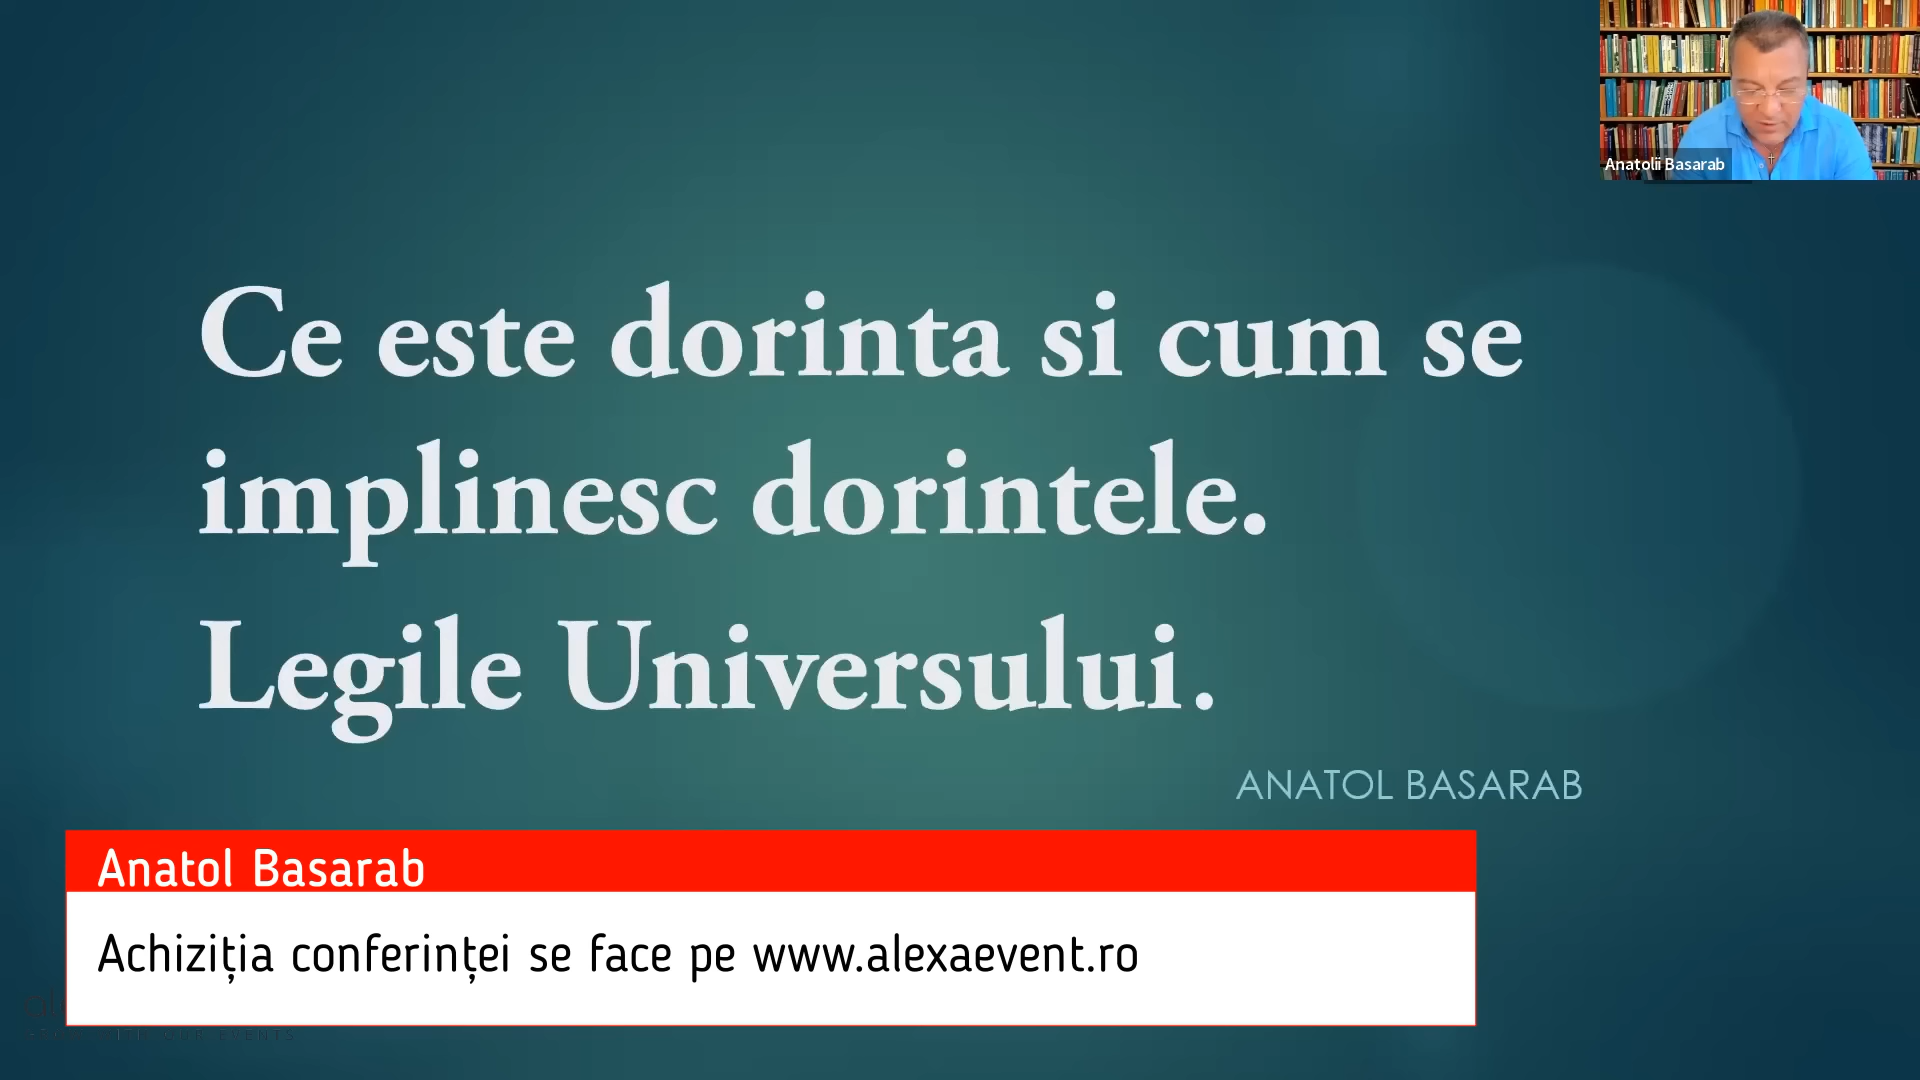 Anatolii Basarab
Ce este dorinta si cum se
implinesc dorintele.
Legile Universului.
ANATOL BASARAB
Anatol Basarab
Achiziția conferinței se face pe www.alexaevent.ro
EVENTS